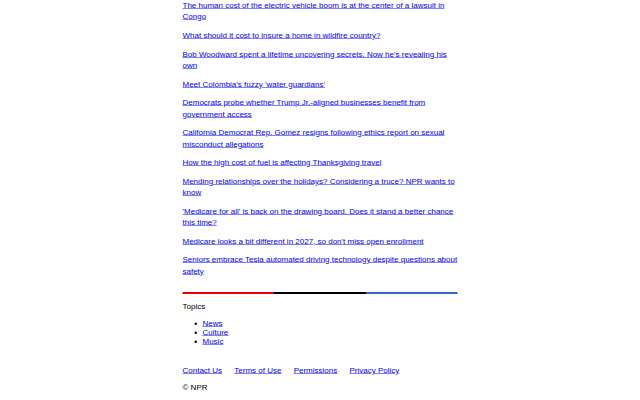 The human cost of the electric vehicle boom is at the center of a lawsuit in
Congo
What should it cost to insure a home in wildfire country?
Bob Woodward spent a lifetime uncovering secrets. Now he's revealing his
own
Meet Colombia's fuzzy 'water guardians'
Democrats probe whether Trump Jr.-aligned businesses benefit from
government access
California Democrat Rep. Gomez resigns following ethics report on sexual
misconduct allegations
How the high cost of fuel is affecting Thanksgiving travel
Mending relationships over the holidays? Considering a truce? NPR wants to
know
'Medicare for all' is back on the drawing board. Does it stand a better chance
this time?
Medicare looks a bit different in 2027, so don't miss open enrollment
Seniors embrace Tesla automated driving technology despite questions about
safety
Topics
News
Culture
Music
Contact Us Terms of Use Permissions Privacy Policy
© NPR